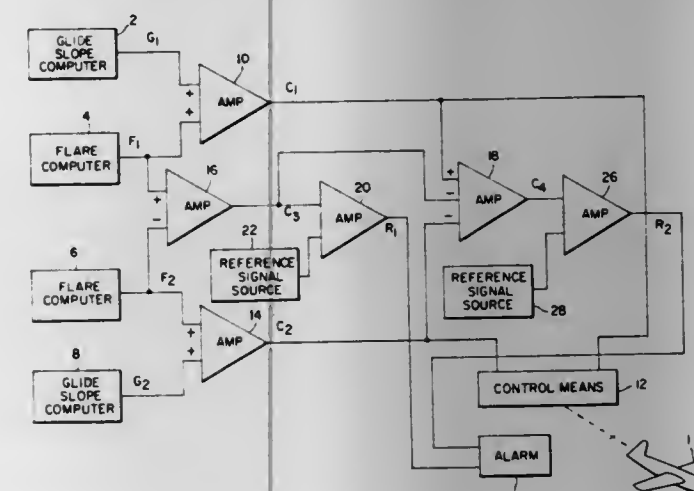 2
GLIDE
SLOPE
COMPUTER
G1
10
AMP
+
+
C1
4
FLARE
COMPUTER
F1
16
AMP
+
−
C3
20
AMP
R1
18
AMP
+
−
−
C4
26
AMP
R2
22
REFERENCE
SIGNAL
SOURCE
REFERENCE
SIGNAL
SOURCE
28
6
FLARE
COMPUTER
F2
14
AMP
+
+
C2
8
GLIDE
SLOPE
COMPUTER
G2
CONTROL MEANS
12
ALARM
1